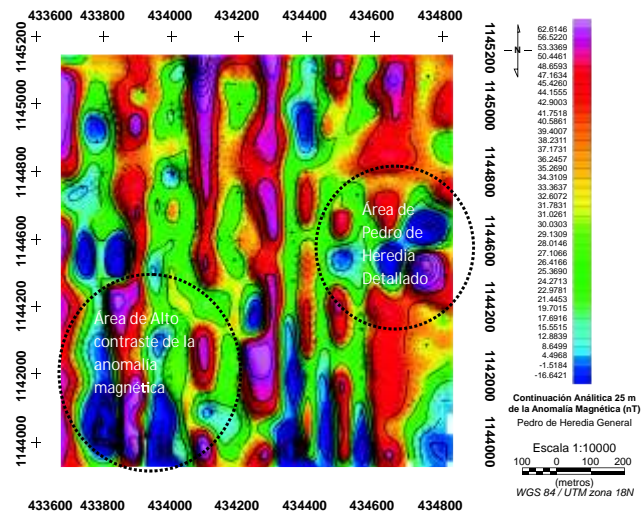 433600 433800 434000 434200 434400 434600 434800
1145200
1145000
1144800
1144600
1144200
1142000
1144000
Área de
Pedro de
Heredia
Detallado
Área de Alto
contraste de la
anomalía
magnética
1145200
1145000
1144800
1144600
1144200
1142000
1144000
433600 433800 434000 434200 434400 434600 434800
N
62.6146
56.5220
53.3369
50.4461
48.6593
47.1634
45.4260
44.1555
42.9003
41.7518
40.5861
39.4007
38.2311
37.1731
36.2457
35.2690
34.3109
33.3637
32.6072
31.7831
31.0261
30.0303
29.1309
28.0146
27.1066
26.4166
25.3690
24.2713
22.9781
21.4453
19.7015
17.6916
15.5511
12.8839
8.6499
4.4968
-1.5184
-16.6421
Continuación Análitica 25 m
de la Anomalía Magnética (nT)
Pedro de Heredia General
Escala 1:10000
100 0 100 200
(metros)
WGS 84 / UTM zona 18N